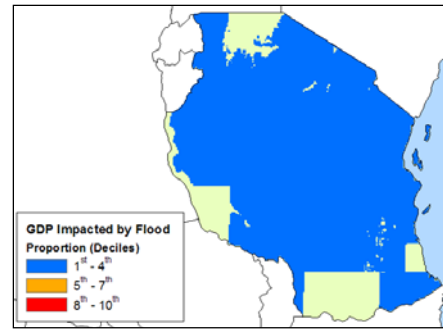 GDP Impacted by Flood
Proportion (Deciles)
1st - 4th
5th - 7th
8th - 10th